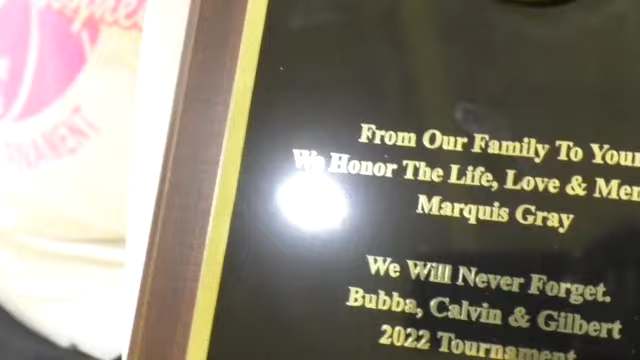 From Our Family To Your
We Honor The Life, Love &
Marquis Gray
We Will Never Forget.
Bubba, Calvin & Gilbert
2022 Tournament